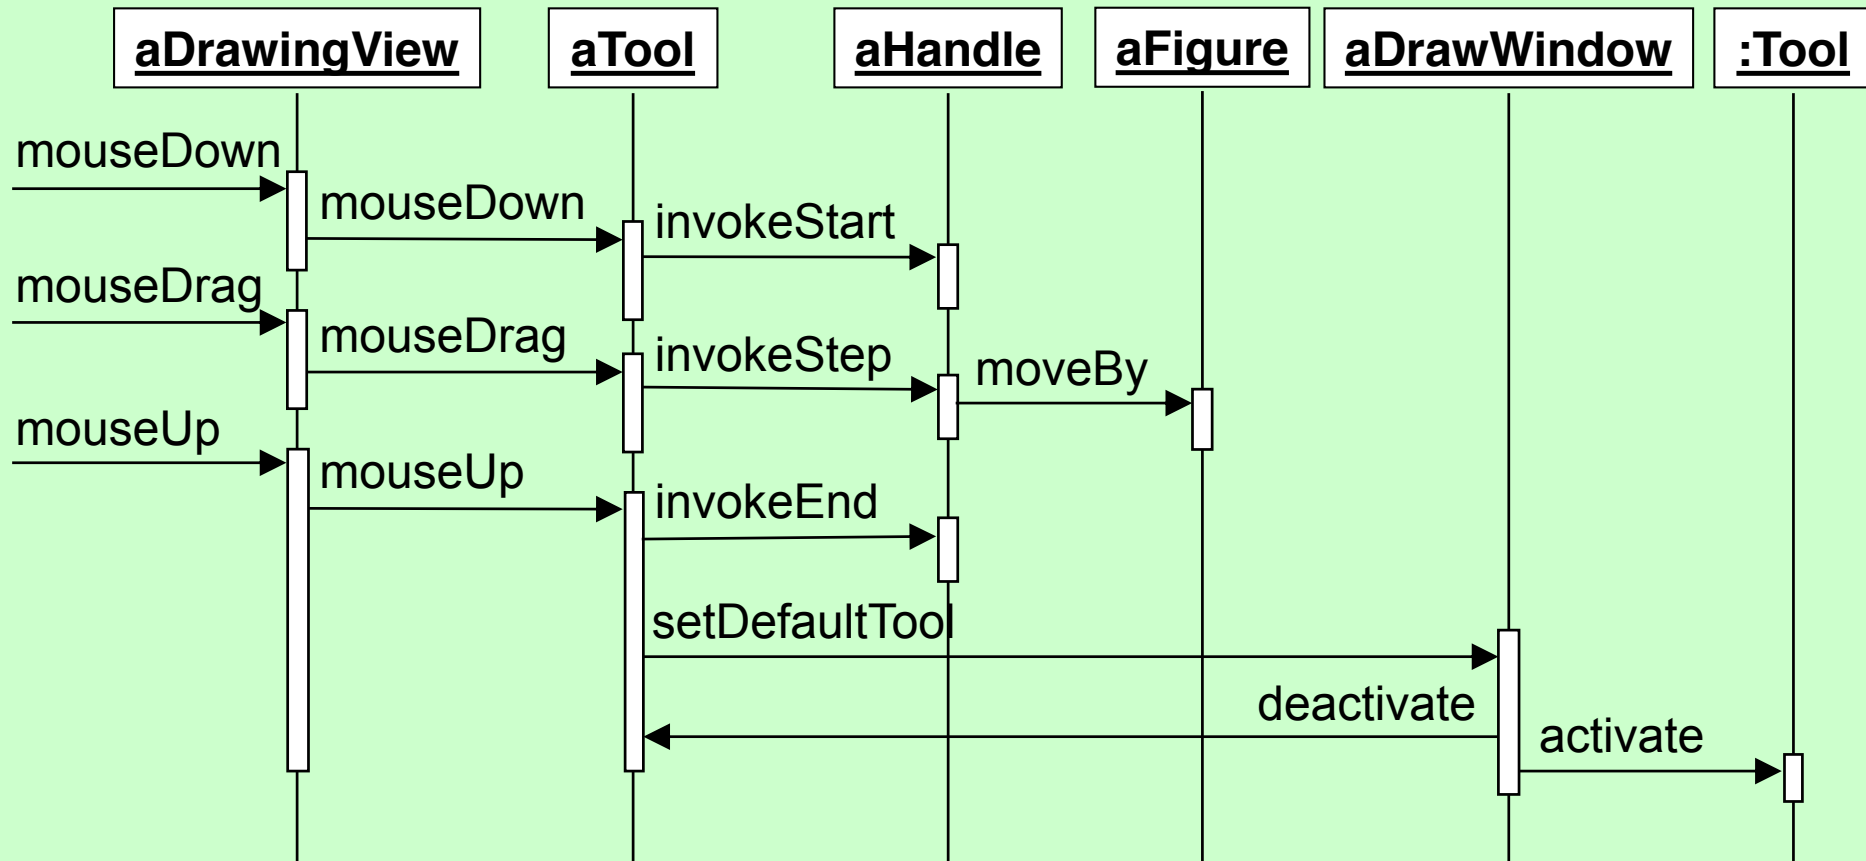 aDrawingView
aTool
aHandle
aFigure
aDrawWindow
:Tool
mouseDown
mouseDown
invokeStart
mouseDrag
mouseDrag
invokeStep
moveBy
mouseUp
mouseUp
invokeEnd
setDefaultTool
deactivate
activate